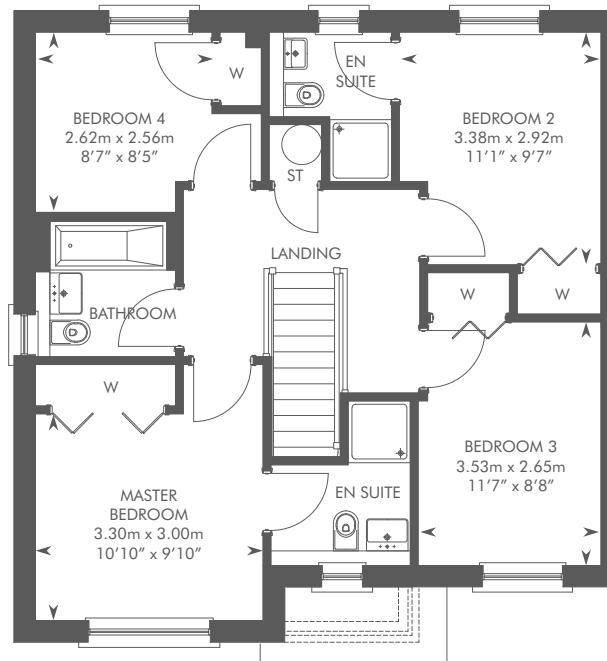 EN
SUITE
W
BEDROOM 4
2.62m x 2.56m
8’7” x 8’5”
BEDROOM 2
3.38m x 2.92m
11’1” x 9’7”
ST
LANDING
BATHROOM
W
W
W
BEDROOM 3
3.53m x 2.65m
11’7” x 8’8”
MASTER
BEDROOM
3.30m x 3.00m
10’10” x 9’10”
EN SUITE